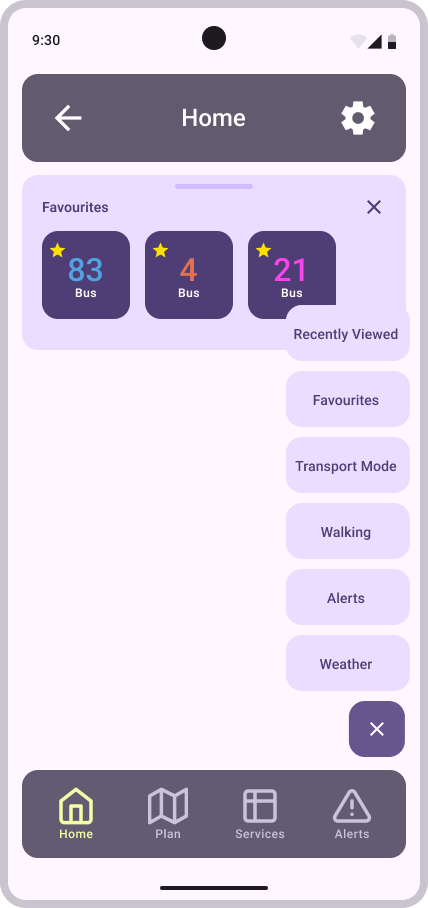 9:30
Home
Favourites
83
Bus
4
Bus
21
Bus
Recently Viewed
Favourites
Transport Mode
Walking
Alerts
Weather
Home
Plan
Services
Alerts